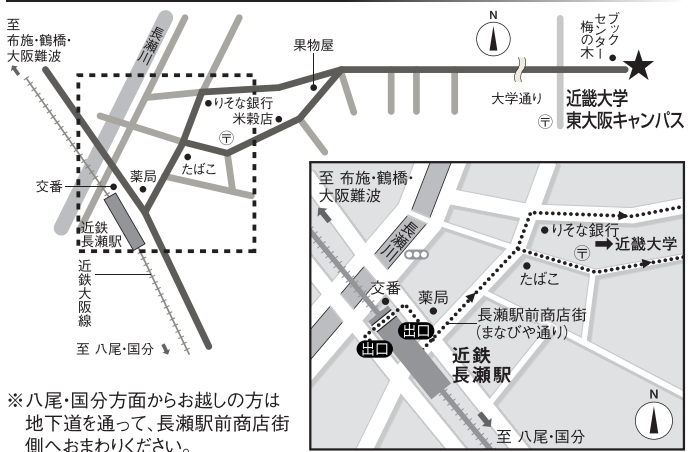 至
布施・鶴橋・
大阪難波
長瀬川
果物屋
N
ブック
センター
梅の木
りそな銀行
米穀店
大学通り
近畿大学
東大阪キャンパス
〒
〒
たばこ
薬局
交番
近鉄
長瀬駅
近鉄大阪線
至 八尾・国分
※八尾・国分方面からお越しの方は
地下道を通って、長瀬駅前商店街
側へおまわりください。
至 布施・鶴橋・
大阪難波
長瀬川
りそな銀行
〒
近畿大学
たばこ
交番
薬局
長瀬駅前商店街
(まなびや通り)
出口
出口
近鉄
長瀬駅
N
至 八尾・国分